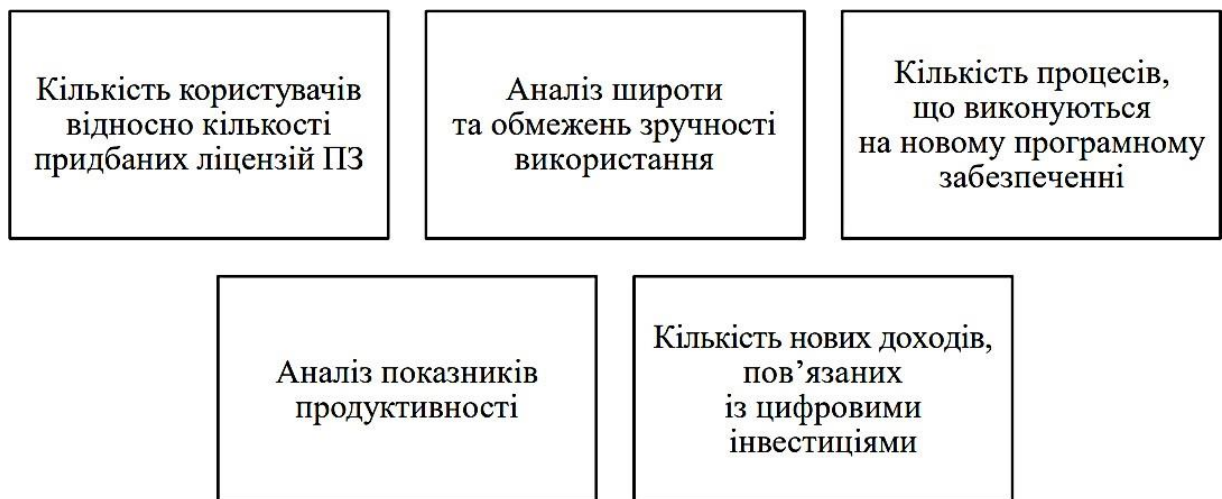 Кількість користувачів
відносно кількості
придбаних ліцензій ПЗ
Аналіз широти
та обмежень зручності
використання
Кількість процесів,
що виконуються
на новому програмному
забезпеченні
Аналіз показників
продуктивності
Кількість нових доходів,
пов’язаних
із цифровими
інвестиціями